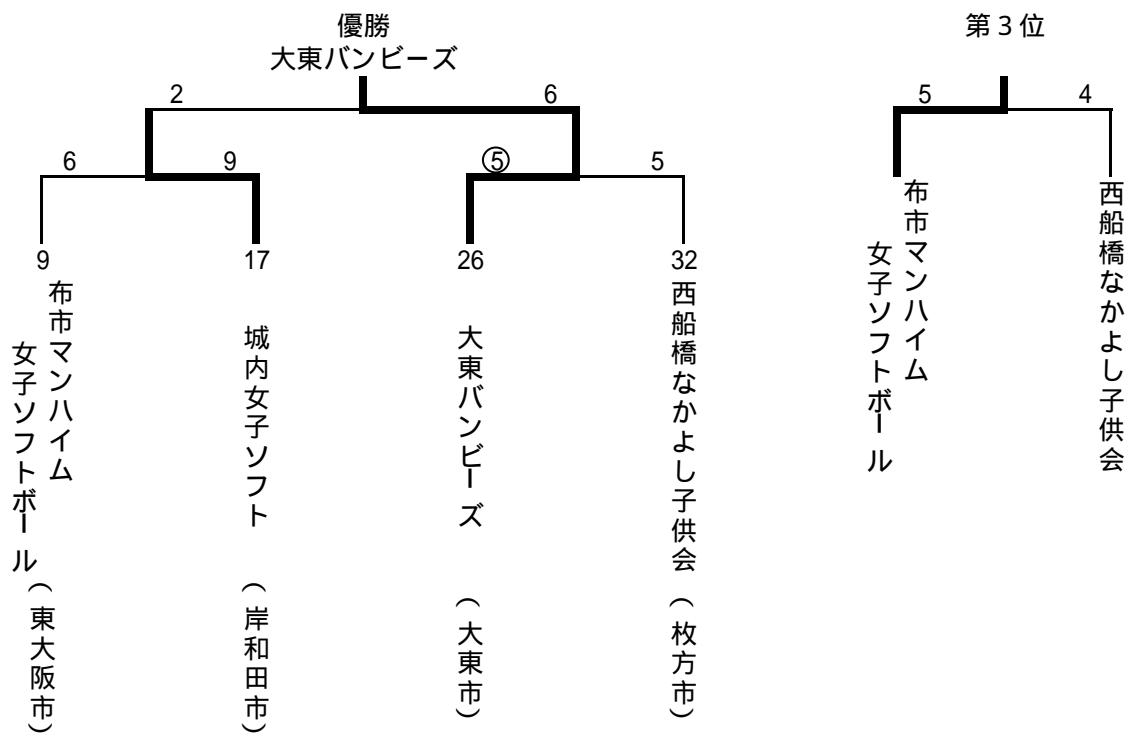 優勝
大東バンビーズ
2
6
6
9
⑤
5
9
17
26
32
布市マンハイム
女子ソフトボール
(東大阪市)
城内女子ソフト
(岸和田市)
大東バンビーズ
(大東市)
西船橋なかよし子供会
(枚方市)
第3位
5
4
布市マンハイム
女子ソフトボール
西船橋なかよし子供会